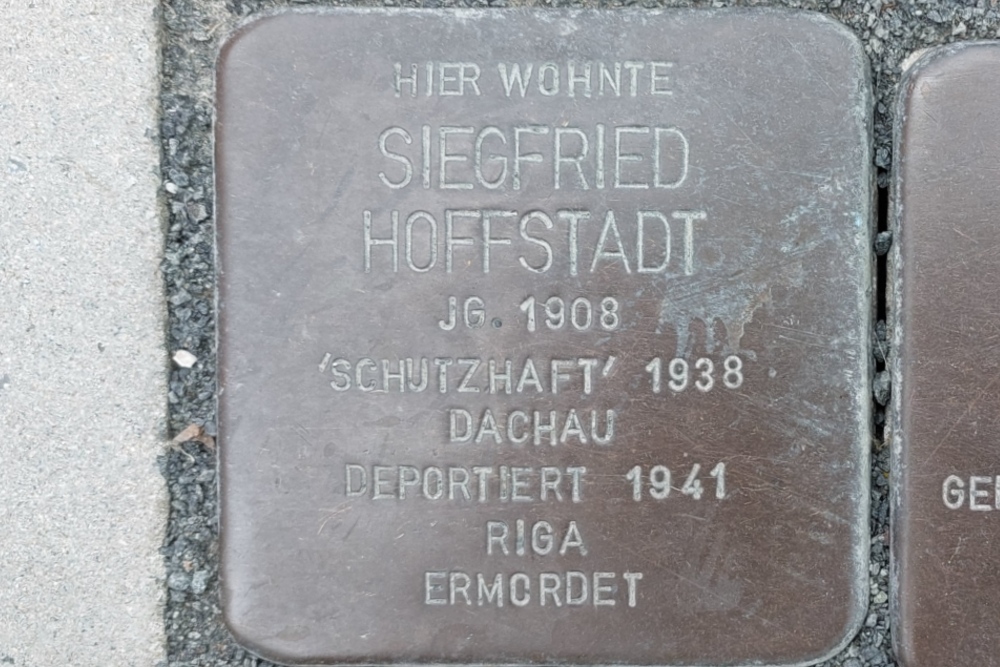 HIER WOHNTE
SIEGFRIED
HOFFSTADT
JG. 1908
'SCHUTZHAFT' 1938
DACHAU
DEPORTIERT 1941
RIGA
ERMORDET